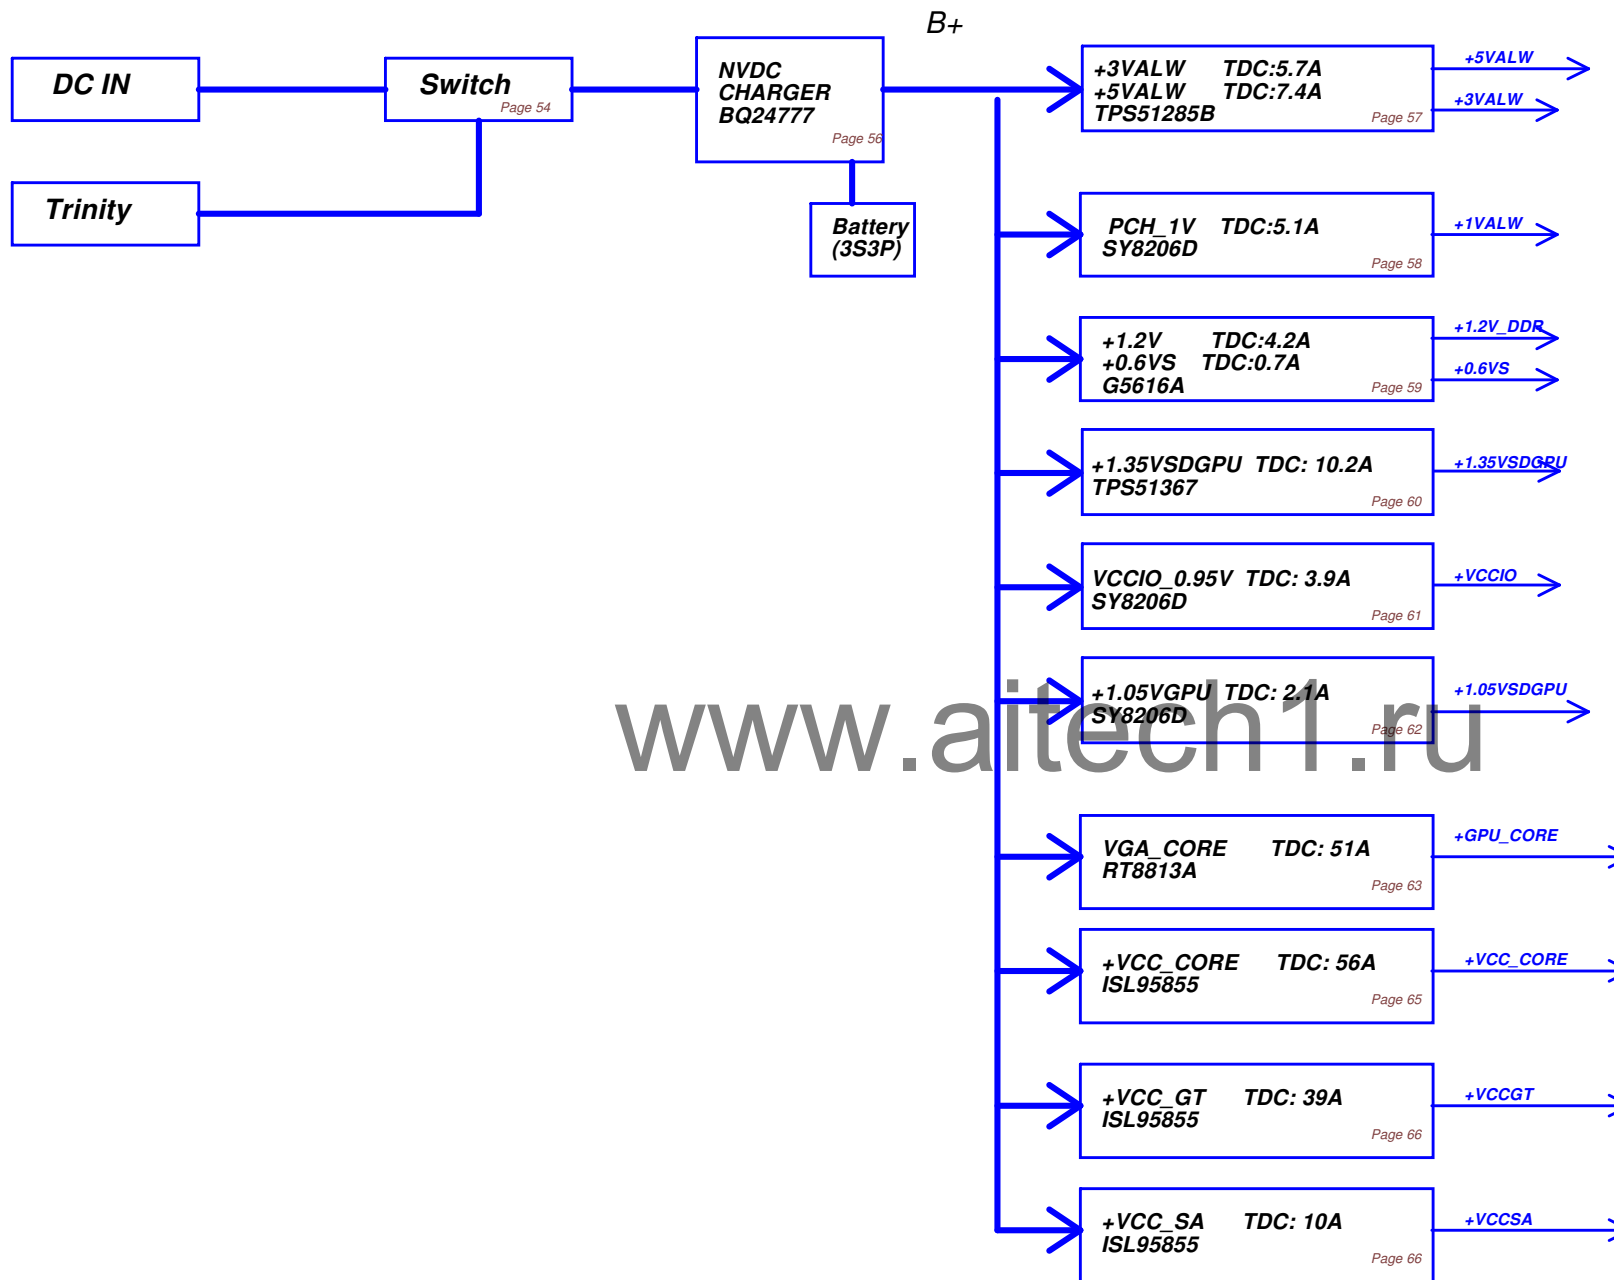 B+
DC IN
Switch
Page 54
NVDC
CHARGER
BQ24777
Page 56
Trinity
Battery
(3S3P)
+3VALW TDC:5.7A
+5VALW TDC:7.4A
TPS51285B
Page 57
+5VALW
+3VALW
PCH_1V TDC:5.1A
SY8206D
Page 58
+1VALW
+1.2V TDC:4.2A
+0.6VS TDC:0.7A
G5616A
Page 59
+1.2V_DDR
+0.6VS
+1.35VSDGPU TDC: 10.2A
TPS51367
Page 60
+1.35VSDGPU
VCCIO_0.95V TDC: 3.9A
SY8206D
Page 61
+VCCIO
+1.05VGPU TDC: 2.1A
SY8206D
Page 62
+1.05VSDGPU
www.aitech1.ru
VGA_CORE TDC: 51A
RT8813A
Page 63
+GPU_CORE
+VCC_CORE TDC: 56A
ISL95855
Page 65
+VCC_CORE
+VCC_GT TDC: 39A
ISL95855
Page 66
+VCCGT
+VCC_SA TDC: 10A
ISL95855
Page 66
+VCCSA